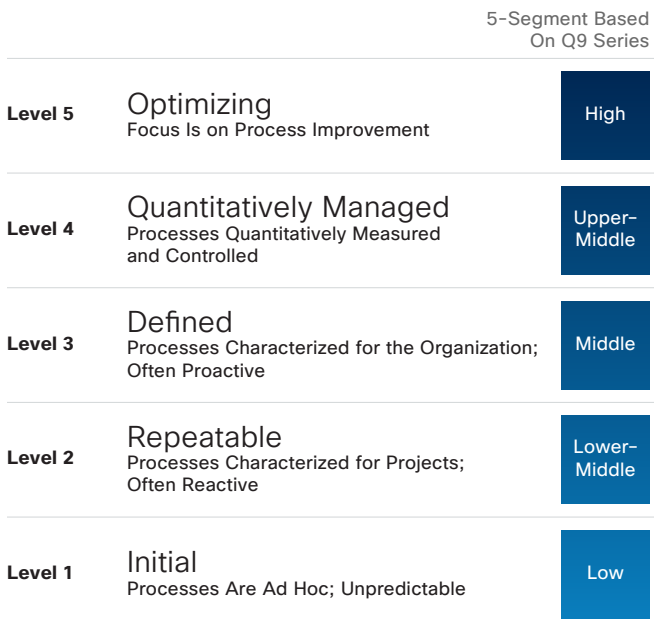 5-Segment Based
On Q9 Series
Level 5
Optimizing
Focus Is on Process Improvement
High
Level 4
Quantitatively Managed
Processes Quantitatively Measured
and Controlled
Upper-
Middle
Level 3
Defined
Processes Characterized for the Organization;
Often Proactive
Middle
Level 2
Repeatable
Processes Characterized for Projects;
Often Reactive
Lower-
Middle
Level 1
Initial
Processes Are Ad Hoc; Unpredictable
Low